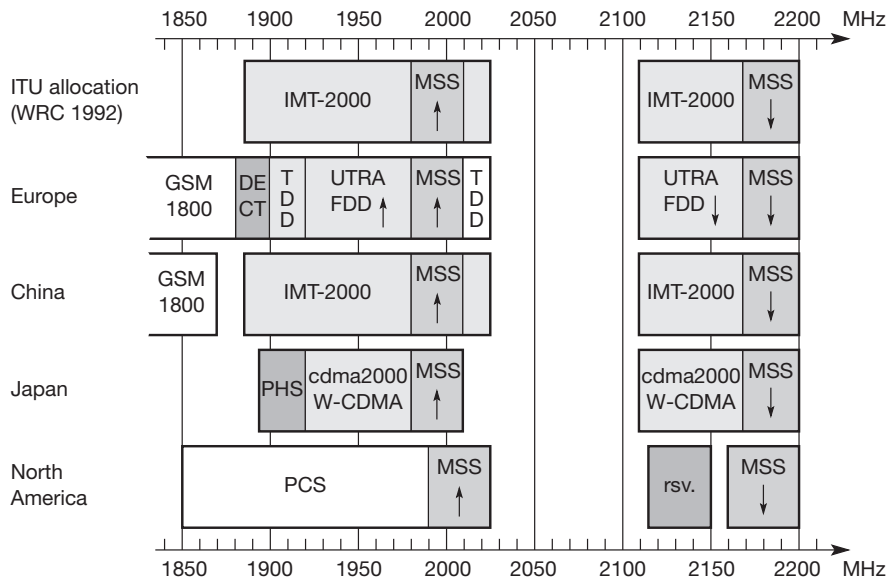 1850 1900 1950 2000 2050 2100 2150 2200 MHz
ITU allocation
(WRC 1992)
IMT-2000
MSS
IMT-2000
MSS
Europe
GSM
1800
DE
CT
T
D
D
UTRA
FDD
MSS
T
D
D
UTRA
FDD
MSS
China
GSM
1800
IMT-2000
MSS
IMT-2000
MSS
Japan
PHS
cdma2000
W-CDMA
MSS
cdma2000
W-CDMA
MSS
North
America
PCS
MSS
rsv.
MSS
1850 1900 1950 2000 2050 2100 2150 2200 MHz